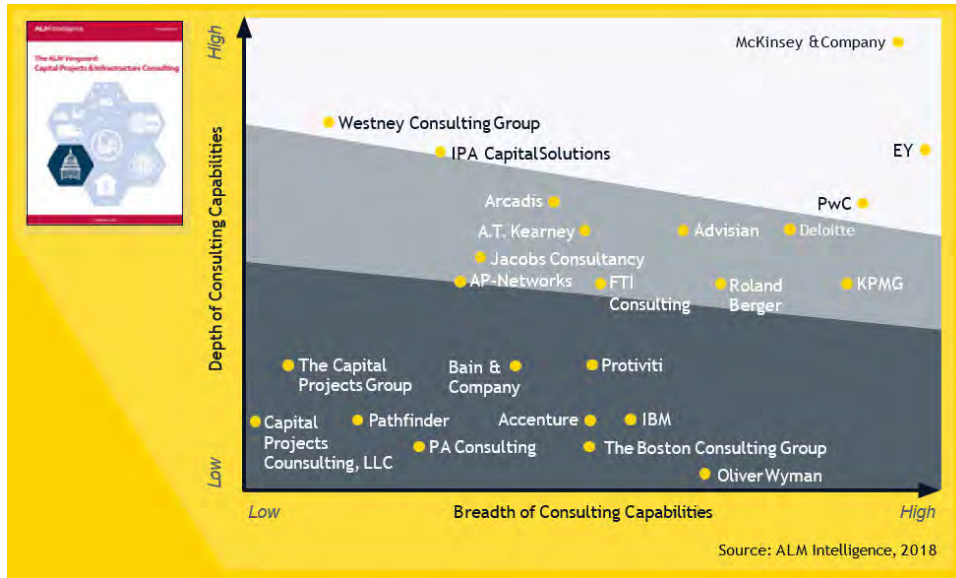 ALM Intelligence
The ALM Vanguard:
Capital Projects & Infrastructure Consulting
High
Depth of Consulting Capabilities
Low
McKinsey & Company
Westney Consulting Group
IPA CapitalSolutions
EY
Arcadis
PwC
A.T. Kearney
Advisian
Deloitte
Jacobs Consultancy
AP-Networks
FTI
Consulting
Roland
Berger
KPMG
The Capital
Projects Group
Bain &
Company
Protiviti
Capital
Projects
Counsulting, LLC
Pathfinder
Accenture
IBM
PA Consulting
The Boston Consulting Group
Oliver Wyman
Low
Breadth of Consulting Capabilities
High
Source: ALM Intelligence, 2018